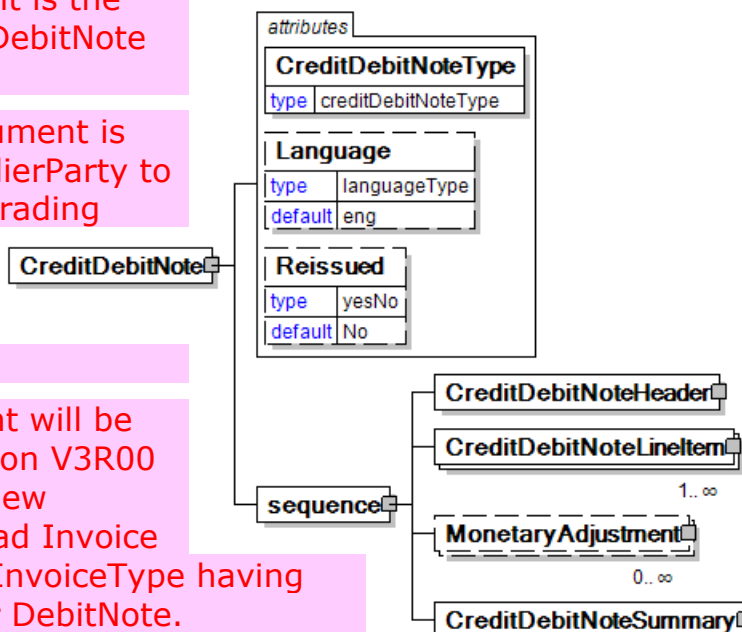 nt is the
DebitNote
ument is
lierParty to
rading
nt will be
on V3R00
ew
ad Invoice
InvoiceType having
r DebitNote.
CreditDebitNote
attributes
CreditDebitNoteType
type creditDebitNoteType
Language
type languageType
default eng
Reissued
type yesNo
default No
sequence
CreditDebitNoteHeader
CreditDebitNoteLineItem
1.. ∞
MonetaryAdjustment
0.. ∞
CreditDebitNoteSummary